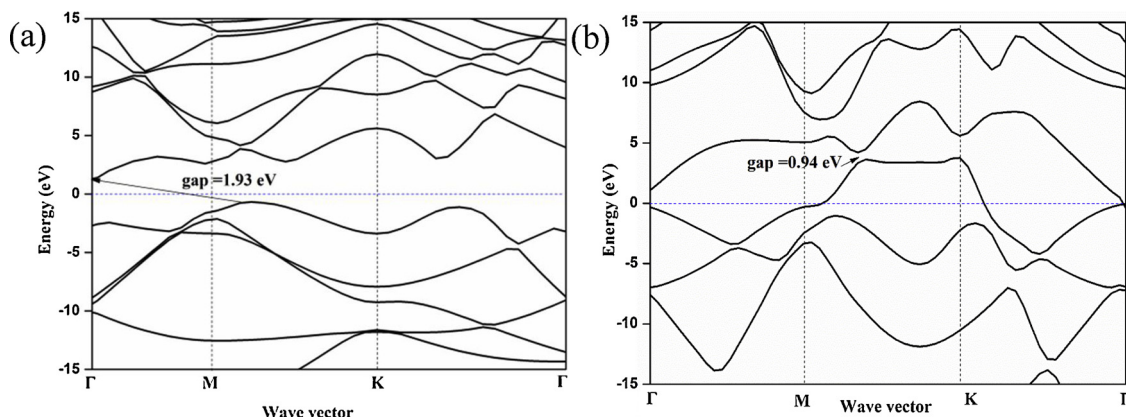 (a)
15
10
5
0
-5
-10
-15
Energy (eV)
gap =1.93 eV
Γ M K Γ
Wave vector
(b)
15
10
5
0
-5
-10
-15
Energy (eV)
gap=0.94 eV
Γ M Wave vector K